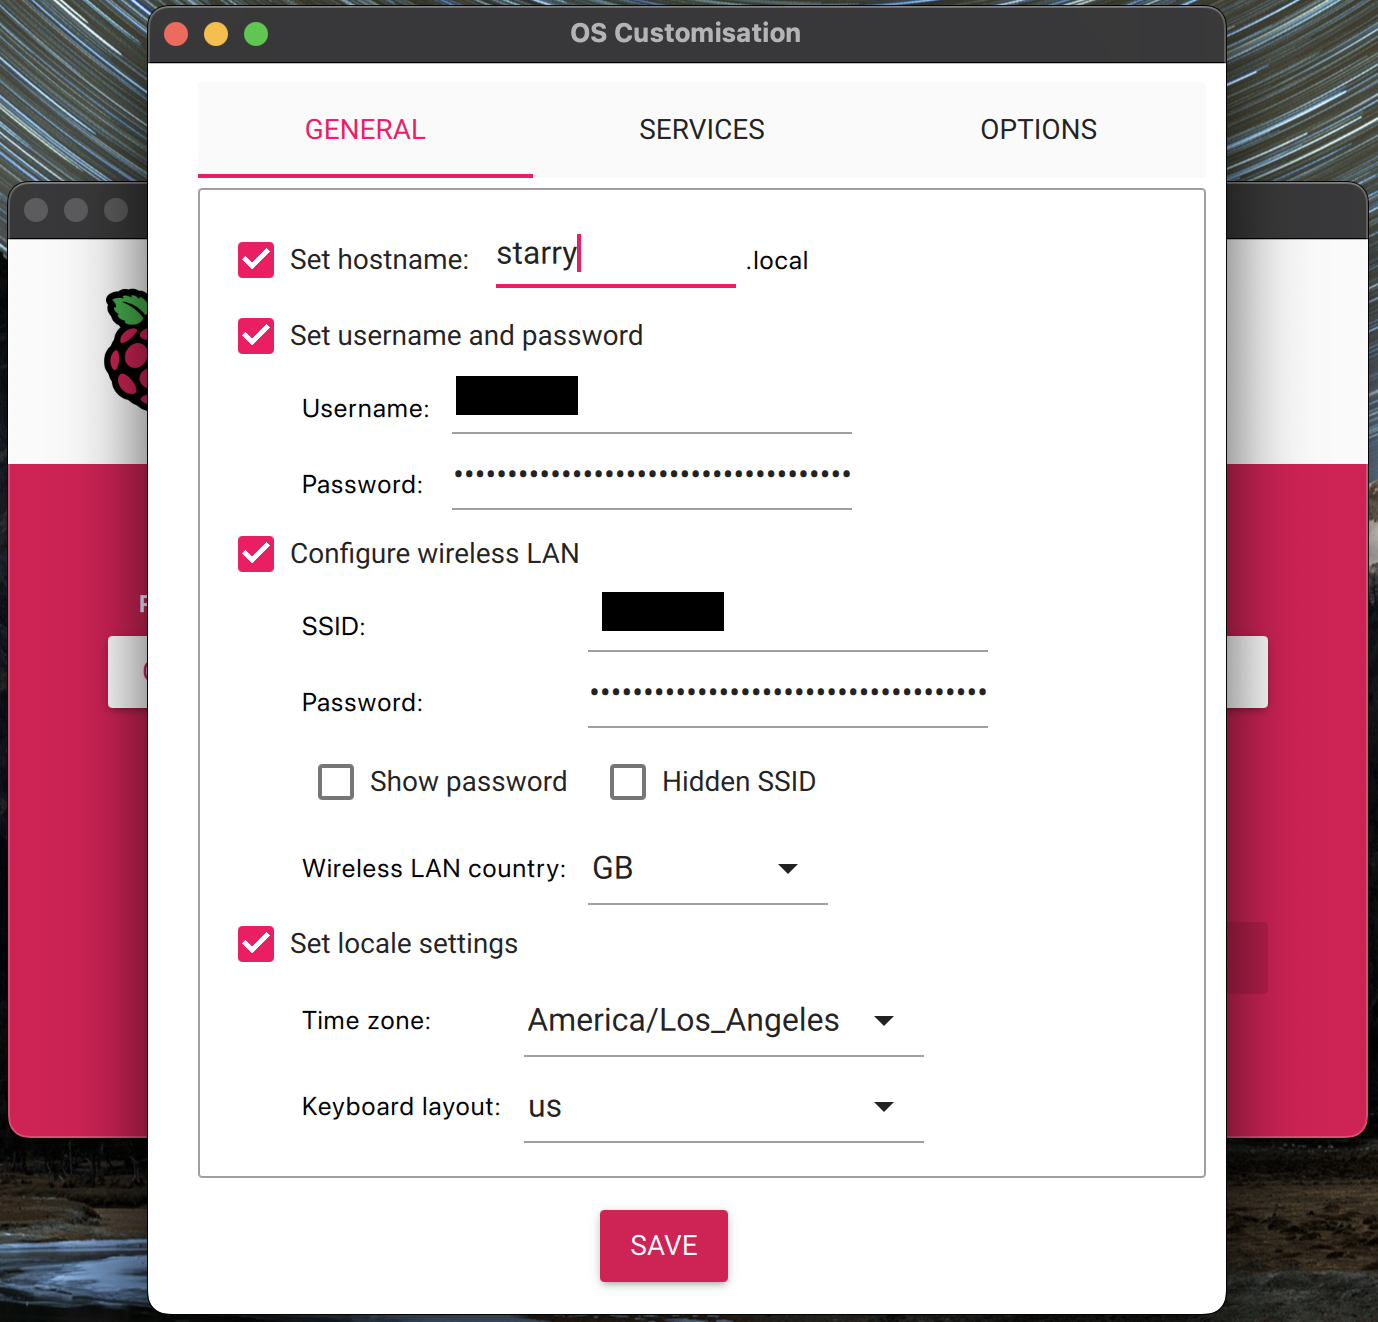 OS Customisation
GENERAL SERVICES OPTIONS
Set hostname: starry .local
Set username and password
Username:
Password: •••••••••••••••••••••••••••••••••••••
Configure wireless LAN
SSID:
Password: •••••••••••••••••••••••••••••••••••••
Show password Hidden SSID
Wireless LAN country: GB
Set locale settings
Time zone: America/Los_Angeles
Keyboard layout: us
SAVE